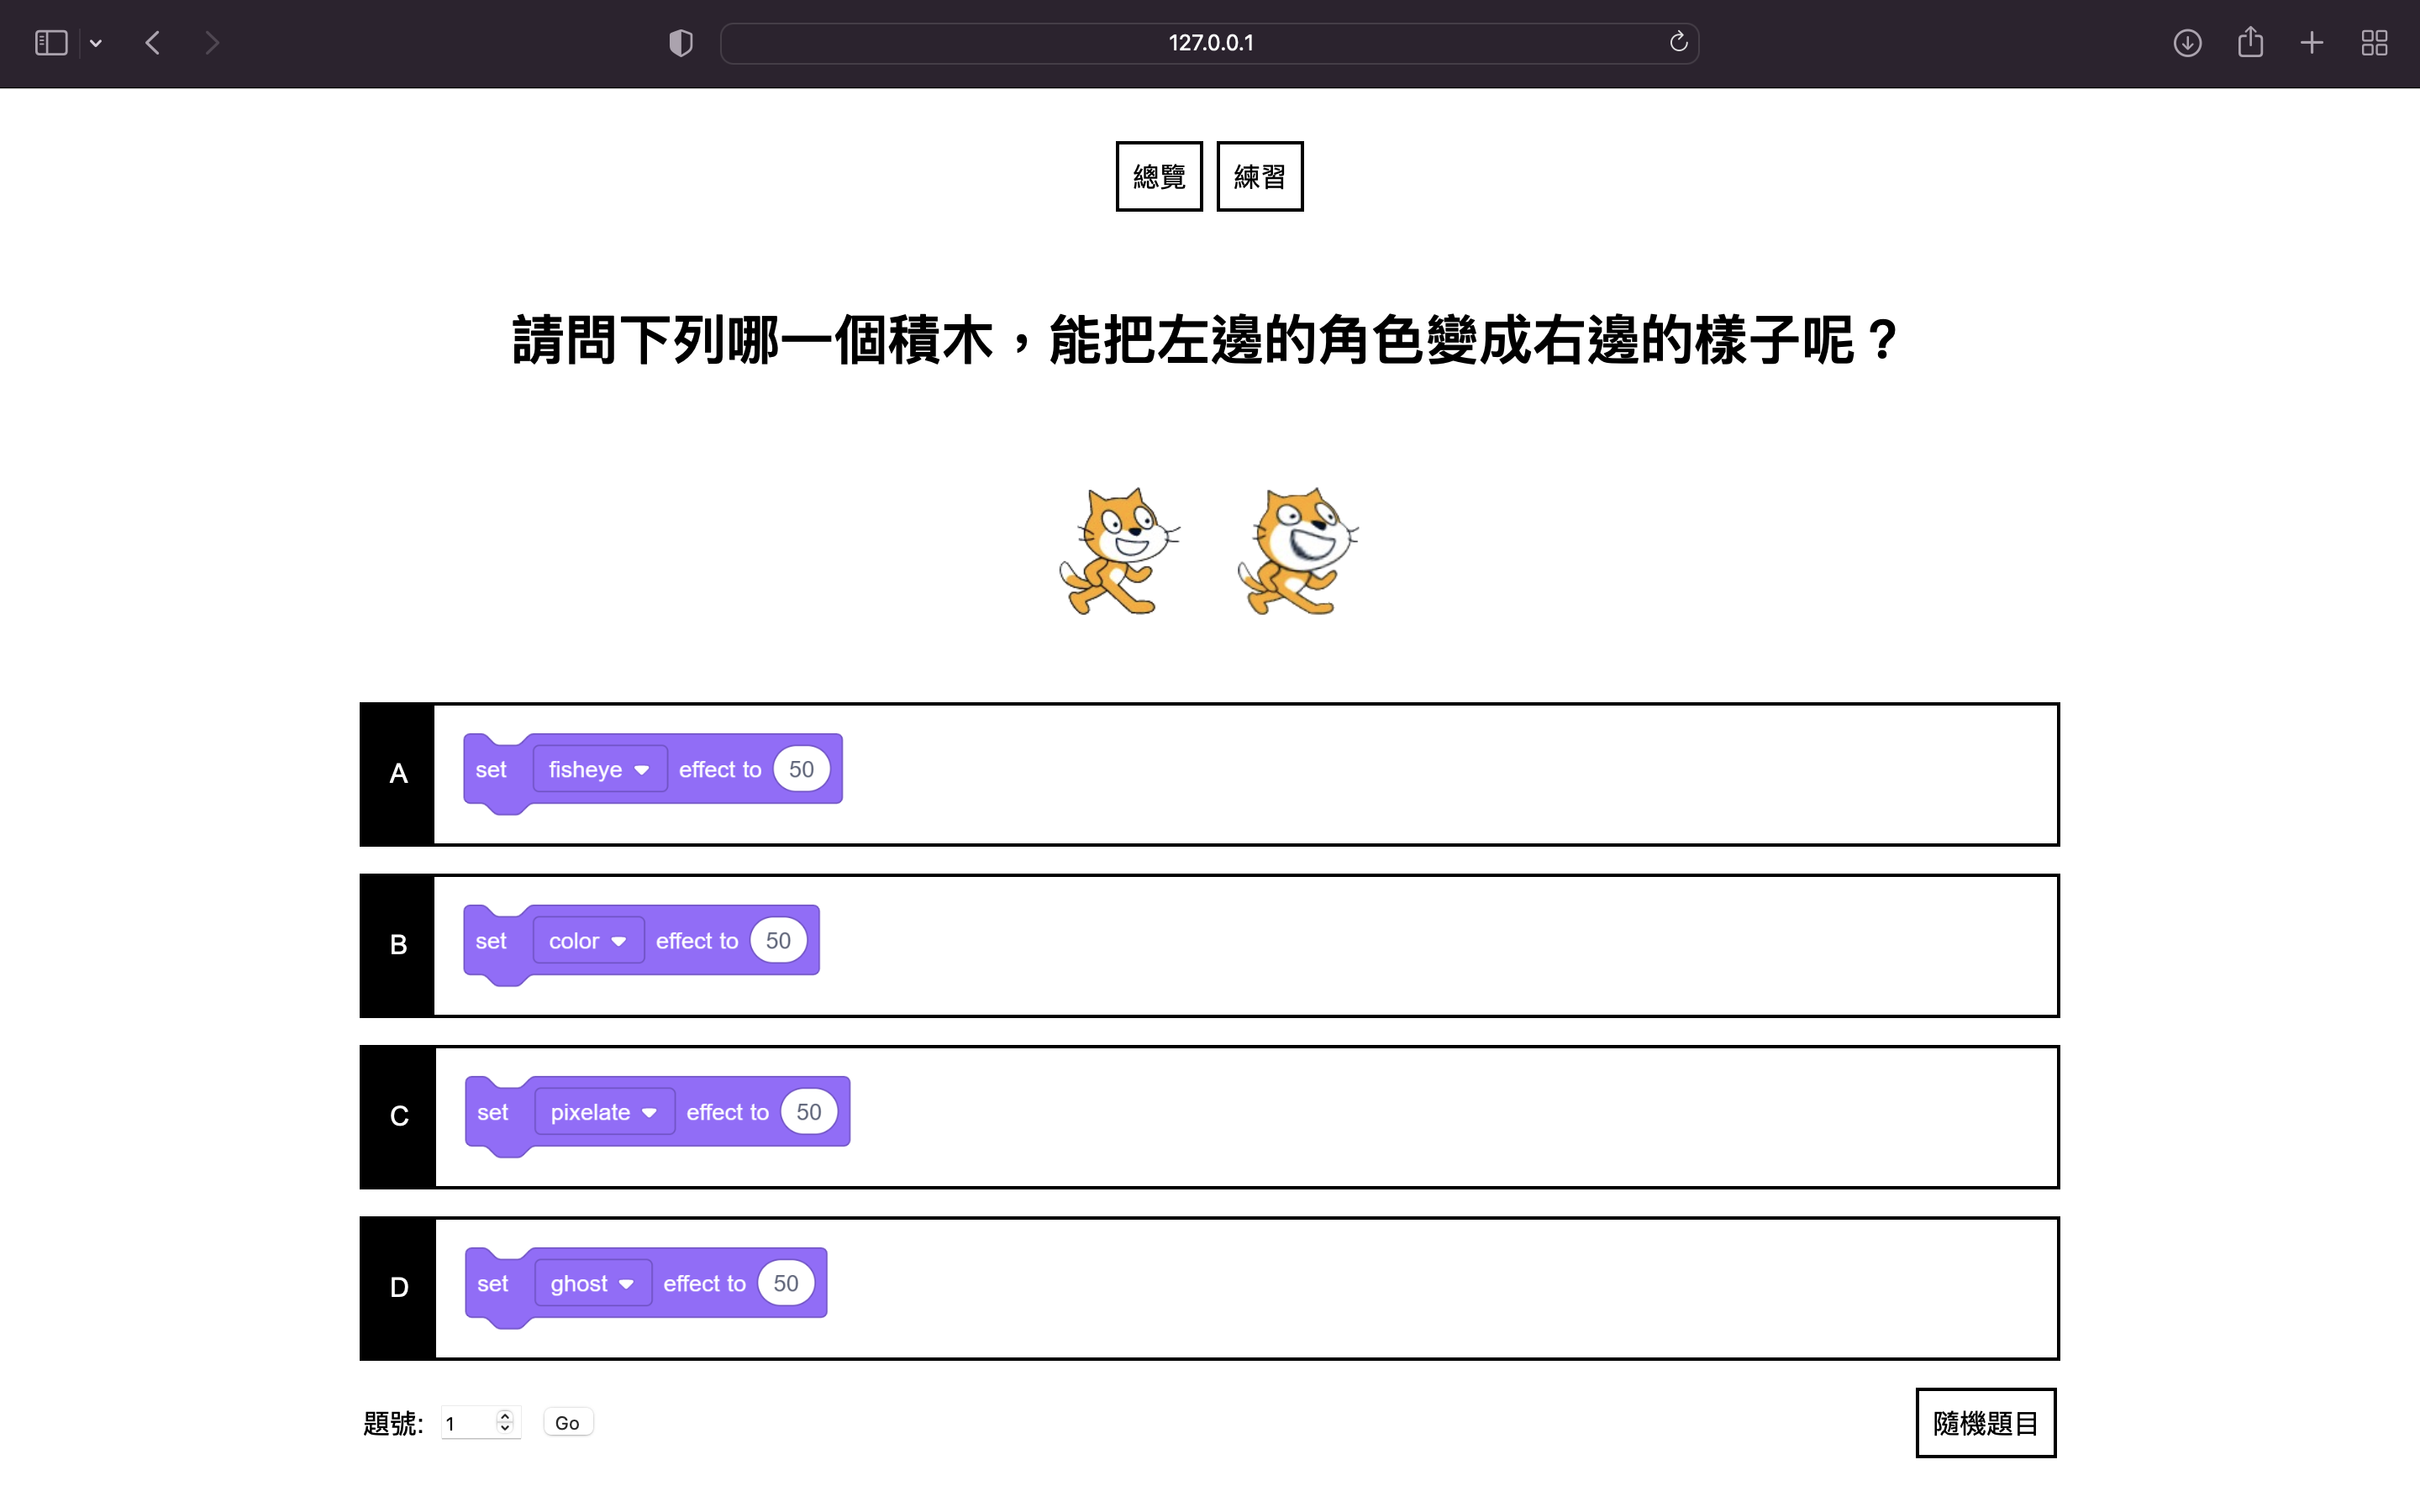 127.0.0.1
總覽 練習
請問下列哪一個積木，能把左邊的角色變成右邊的樣子呢？
A set fisheye effect to 50
B set color effect to 50
C set pixelate effect to 50
D set ghost effect to 50
題號: 1 Go 隨機題目